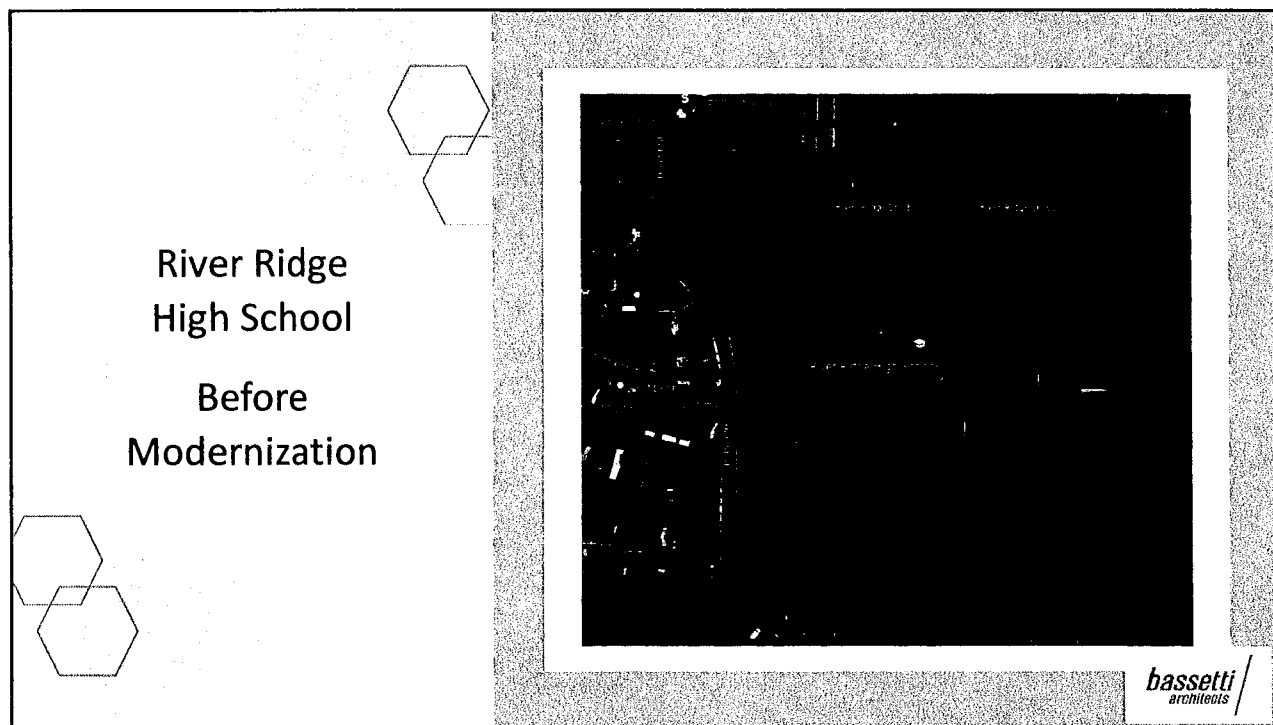 River Ridge
High School
Before
Modernization
S
bassetti
architects